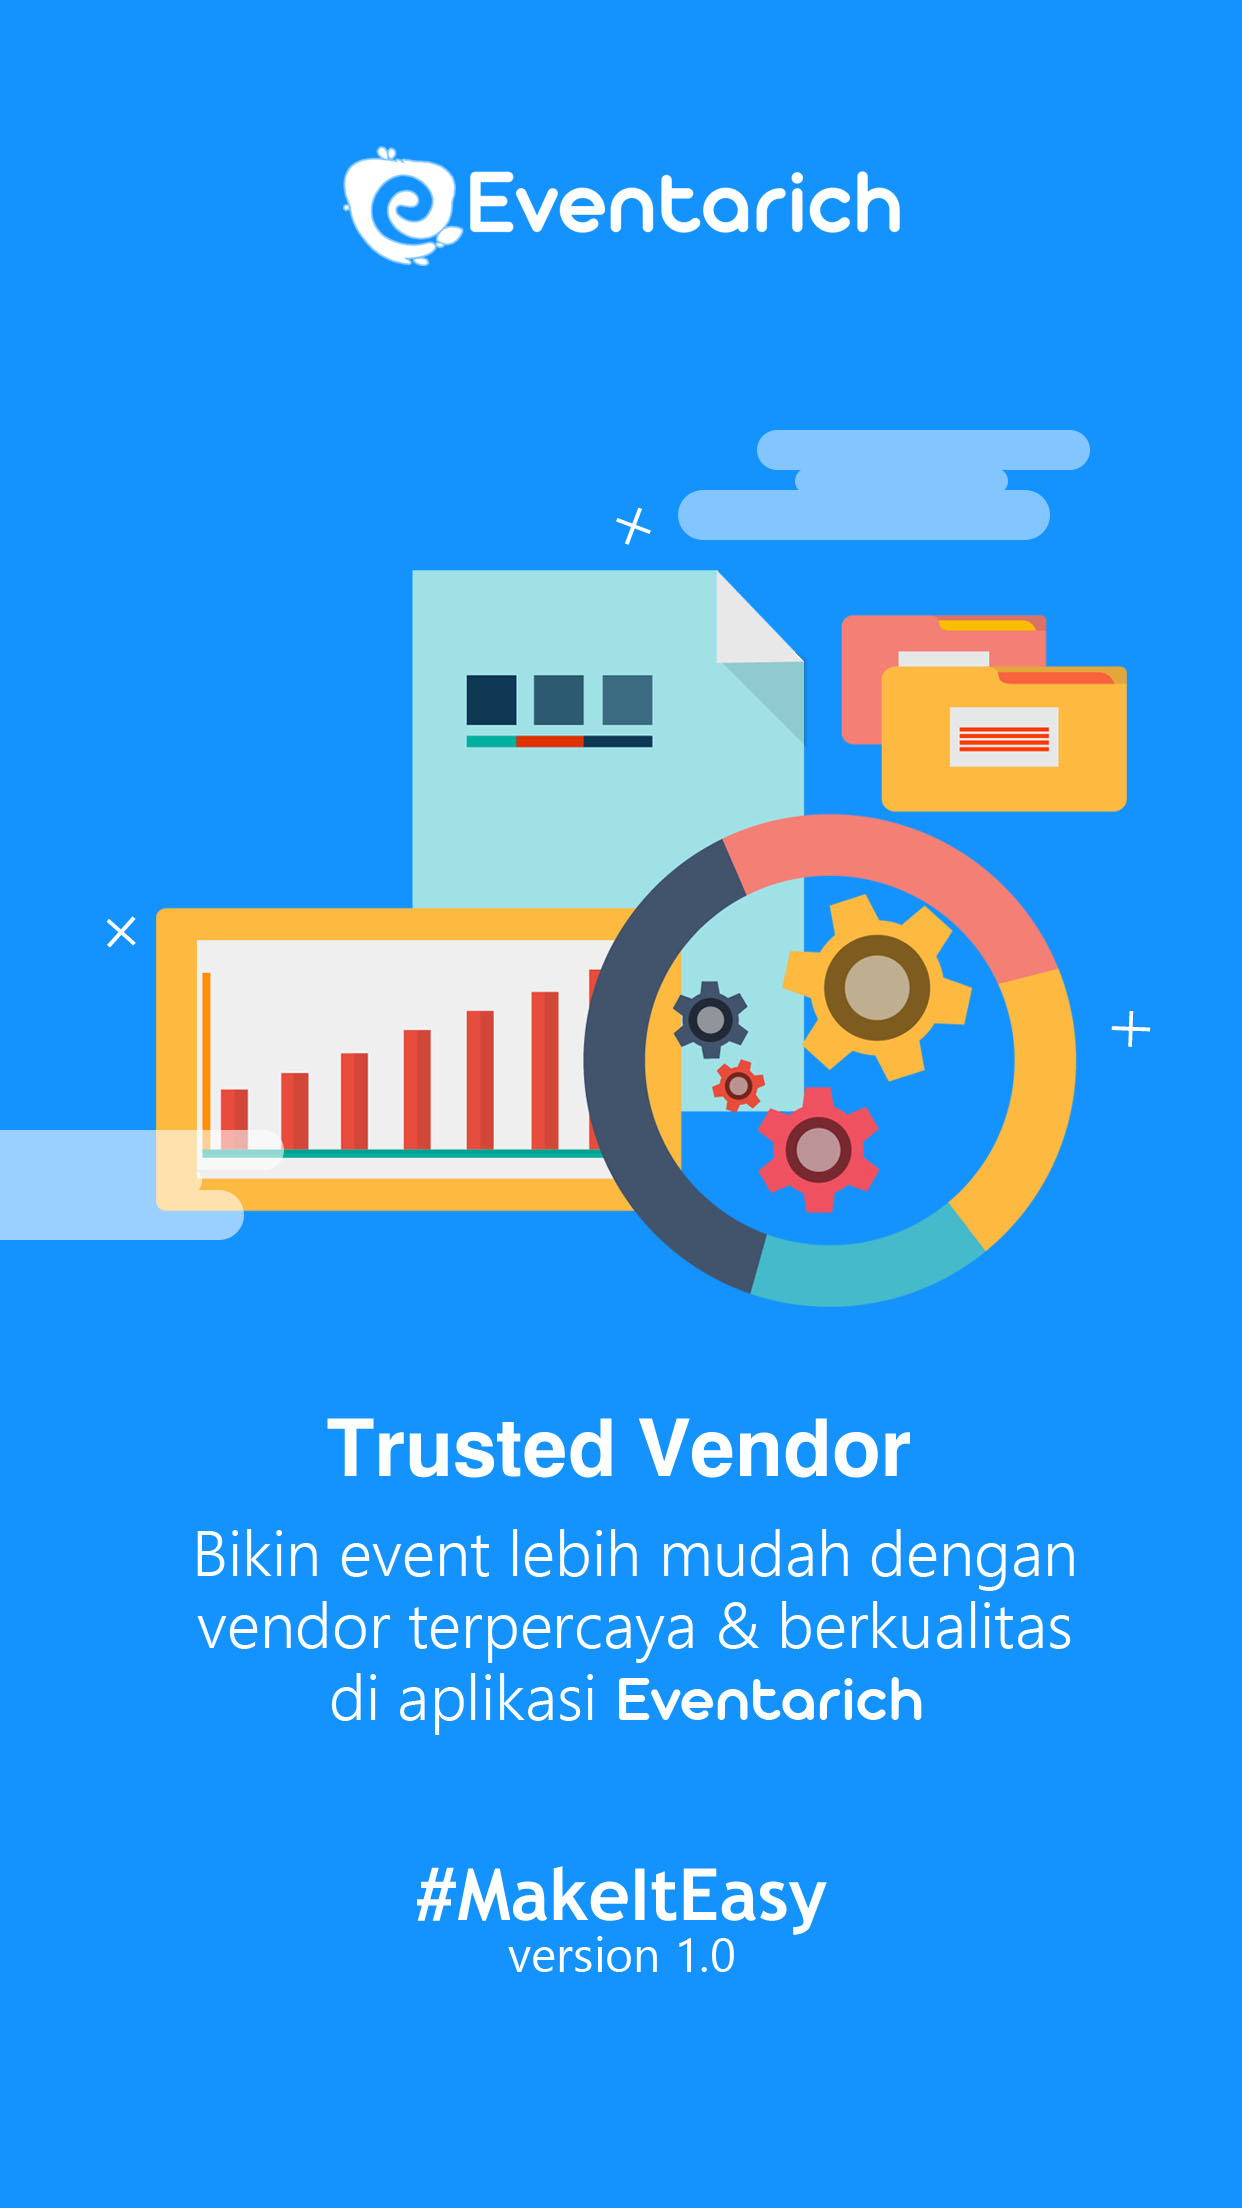 Eventarich
Trusted Vendor
Bikin event lebih mudah dengan
vendor terpercaya & berkualitas
di aplikasi Eventarich
#MakeItEasy
version 1.0